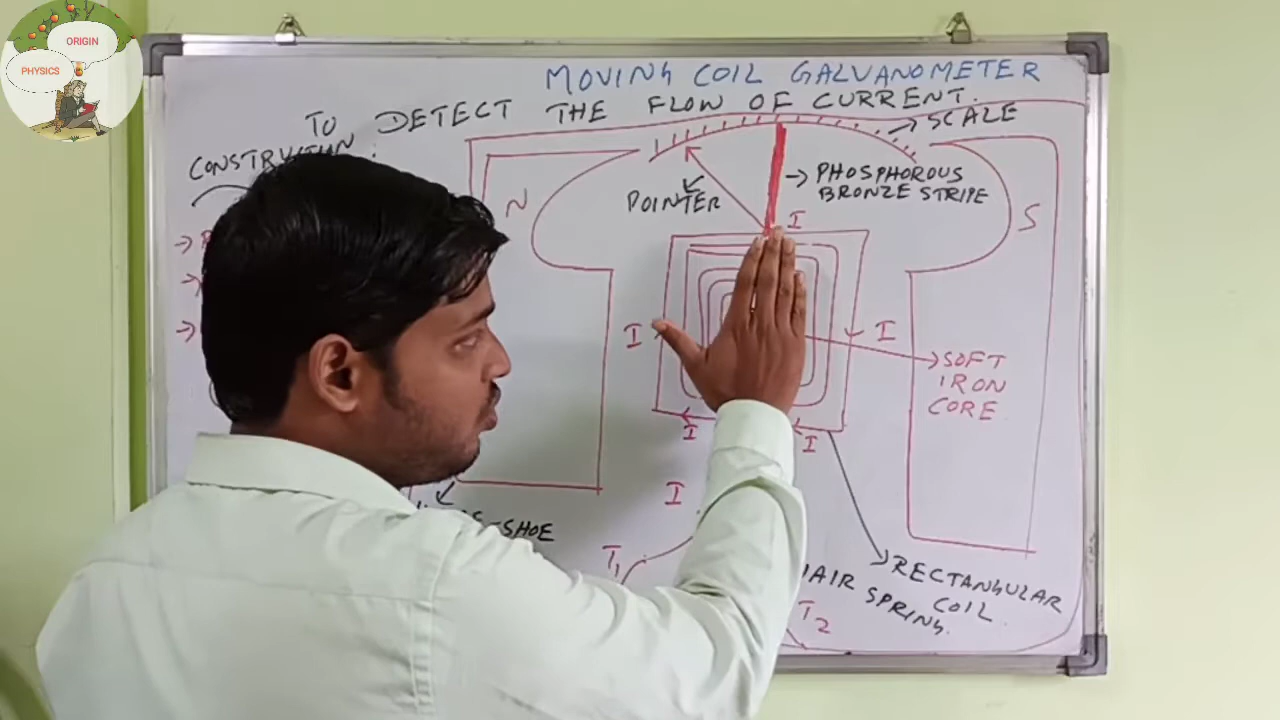 ORIGIN
PHYSICS
MOVING COIL GALVANOMETER
TO DETECT THE FLOW OF CURRENT.
CONSTRUCTION:
SCALE
N
POINTER
PHOSPHOROUS
BRONZE STRIPE
S
I
I
I
SOFT
IRON
CORE
I
I
I
SHOE
T1
RECTANGULAR
COIL
HAIR SPRING
T2